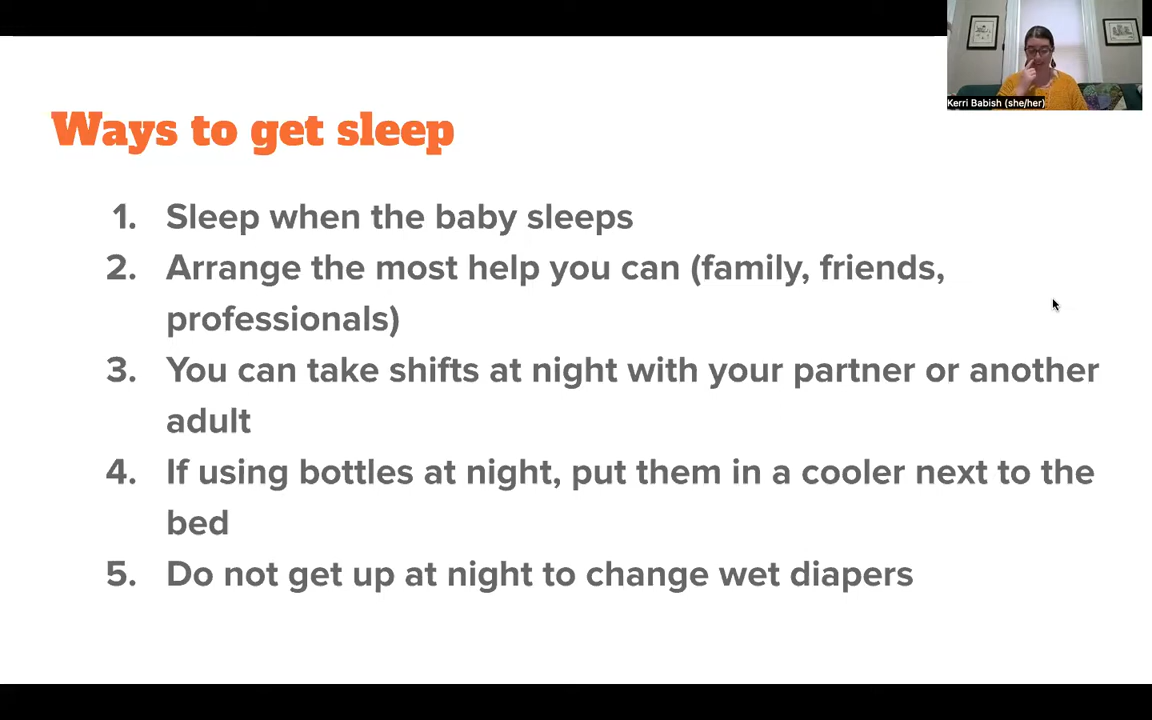 Kerri Babish (she/her)
Ways to get sleep
1. Sleep when the baby sleeps
2. Arrange the most help you can (family, friends,
professionals)
3. You can take shifts at night with your partner or another
adult
4. If using bottles at night, put them in a cooler next to the
bed
5. Do not get up at night to change wet diapers